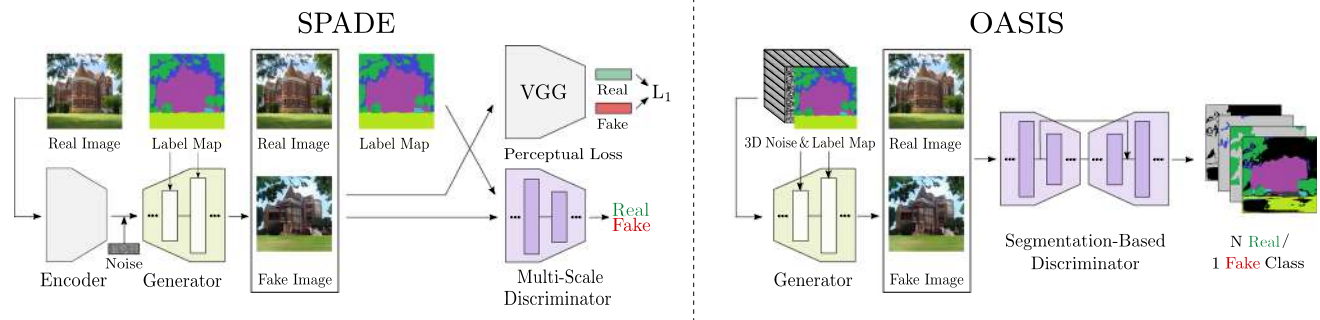 SPADE
Real Image
Label Map
Real Image
Label Map
VGG
Real
Fake
L1
Perceptual Loss
Noise
Encoder
Generator
Fake Image
Real
Fake
Multi-Scale
Discriminator
OASIS
3D Noise & Label Map
Real Image
Generator
Fake Image
Segmentation-Based
Discriminator
N Real/
1 Fake Class